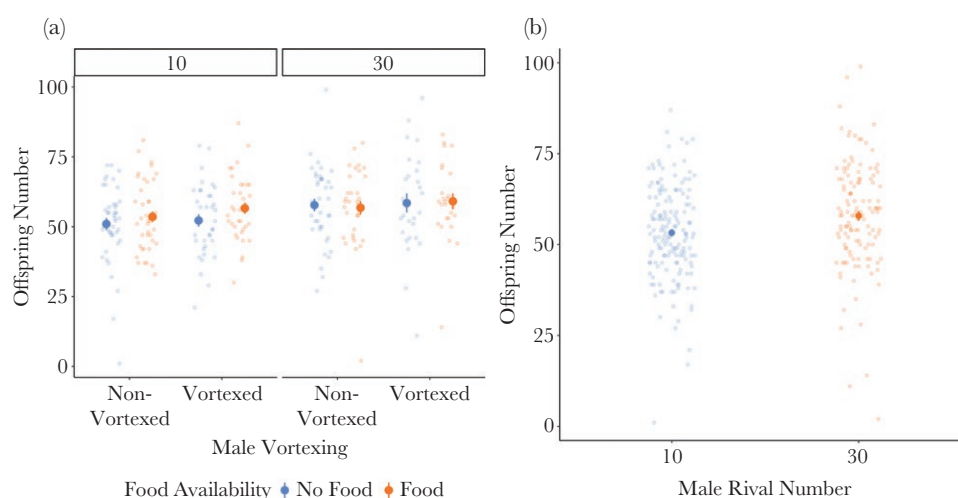 (a)
10 30
100
75
50
25
0
Offspring Number
Non-
Vortexed
Vortexed
Non-
Vortexed
Vortexed
Male Vortexing
Food Availability No Food Food
(b)
100
75
50
25
0
Offspring Number
10 30
Male Rival Number